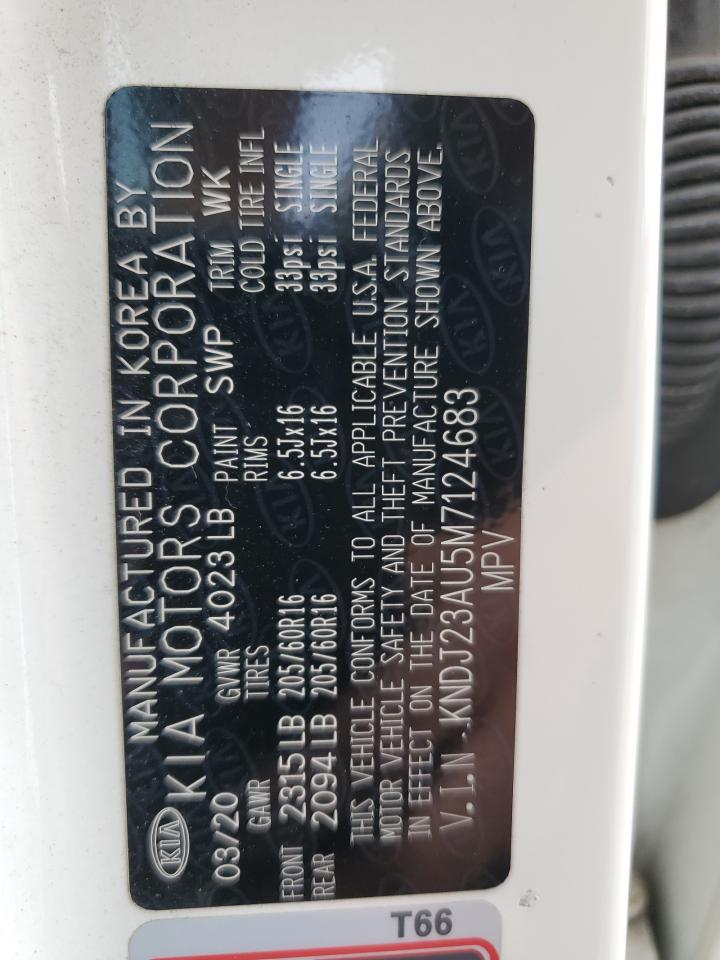 MANUFACTURED IN KOREA BY
KIA KIA MOTORS CORPORATION
03/20 GVWR 4023 LB PAINT SWP TRIM WK
GAWR TIRES RIMS COLD TIRE INFL
FRONT 2315 LB 205/60R16 6.5Jx16 33psi SINGLE
REAR 2094 LB 205/60R16 6.5Jx16 33psi SINGLE
THIS VEHICLE CONFORMS TO ALL APPLICABLE U.S.A. FEDERAL
MOTOR VEHICLE SAFETY AND THEFT PREVENTION STANDARDS
IN EFFECT ON THE DATE OF MANUFACTURE SHOWN ABOVE.
V.I.N. KNDJ23AU5M7124683
MPV
T66